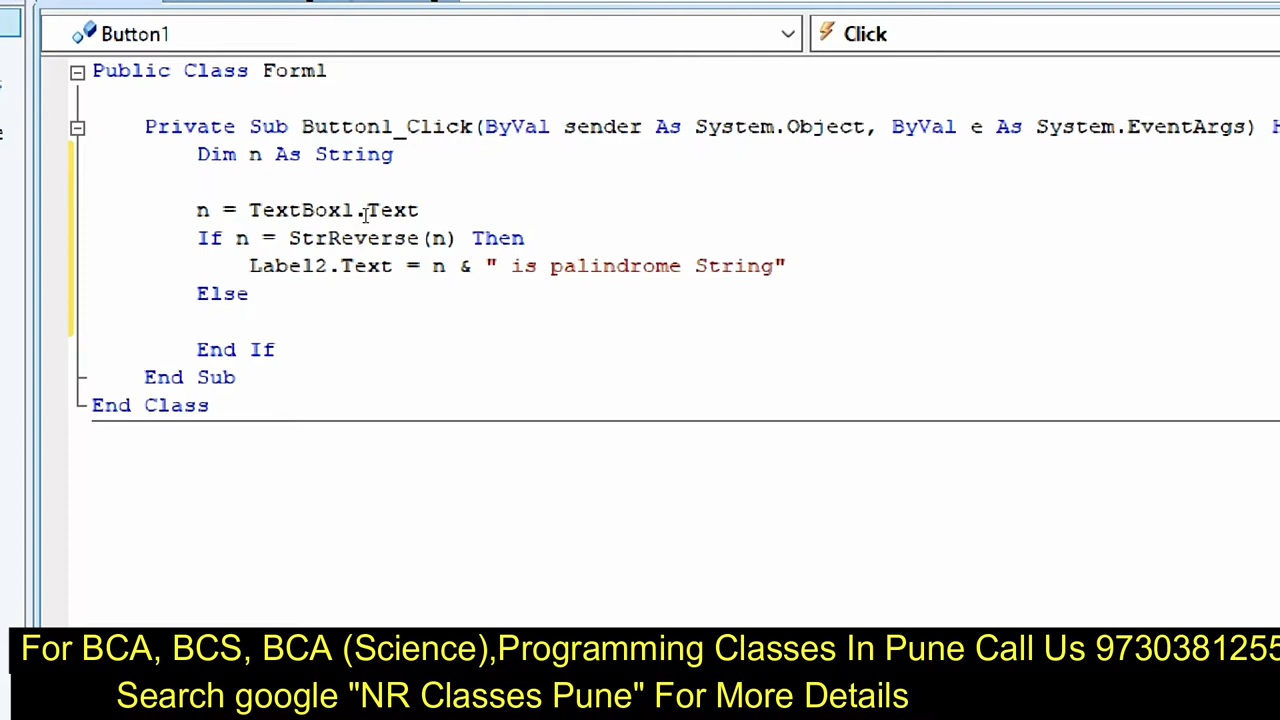 Button1
Click
Public Class Form1
Private Sub Button1_Click(ByVal sender As System.Object, ByVal e As System.EventArgs)
Dim n As String
n = TextBox1.Text
If n = StrReverse(n) Then
Label2.Text = n & " is palindrome String"
Else
End If
End Sub
End Class
For BCA, BCS, BCA (Science),Programming Classes In Pune Call Us 9730381255
Search google "NR Classes Pune" For More Details